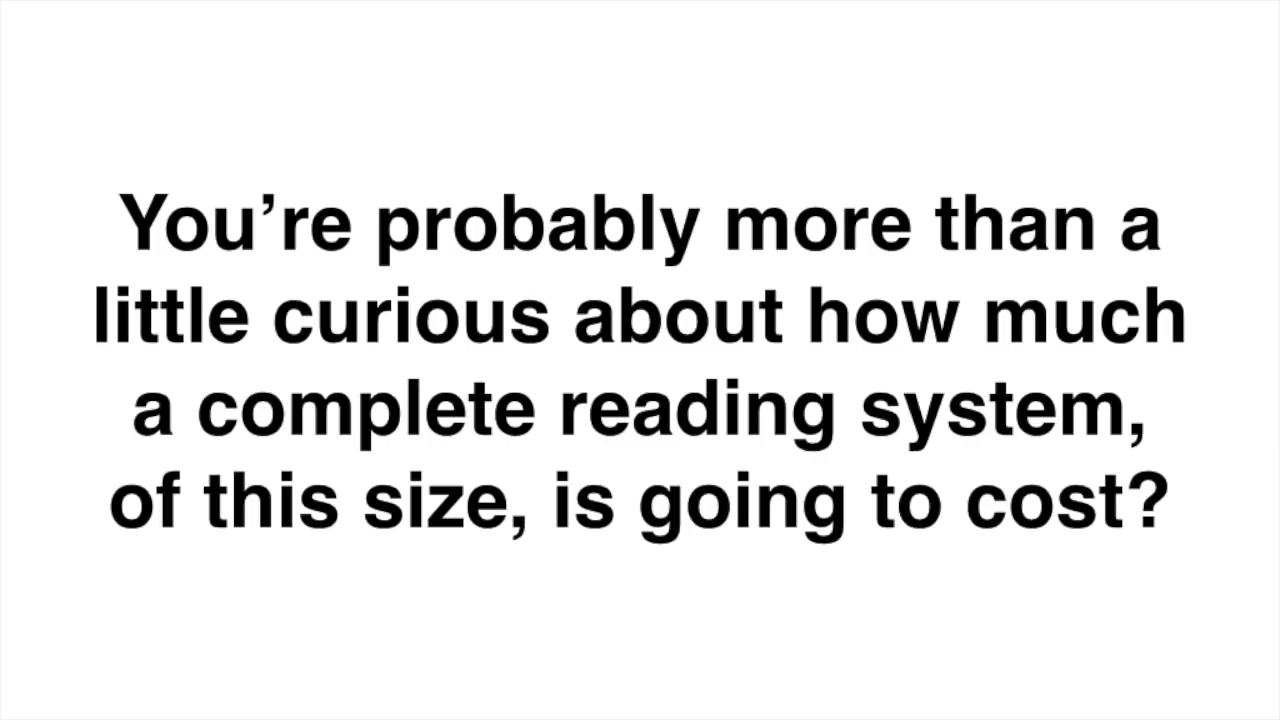 You’re probably more than a
little curious about how much
a complete reading system,
of this size, is going to cost?